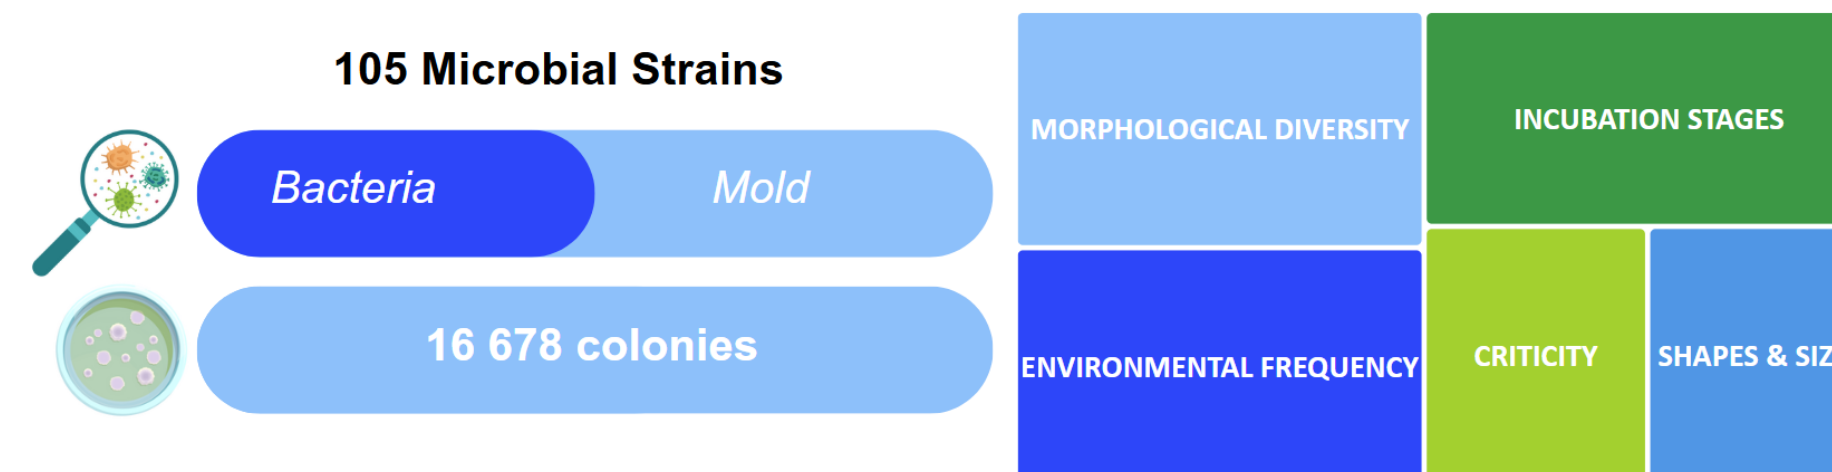 105 Microbial Strains
Bacteria
Mold
16 678 colonies
MORPHOLOGICAL DIVERSITY
INCUBATION STAGES
ENVIRONMENTAL FREQUENCY
CRITICITY
SHAPES & SIZ